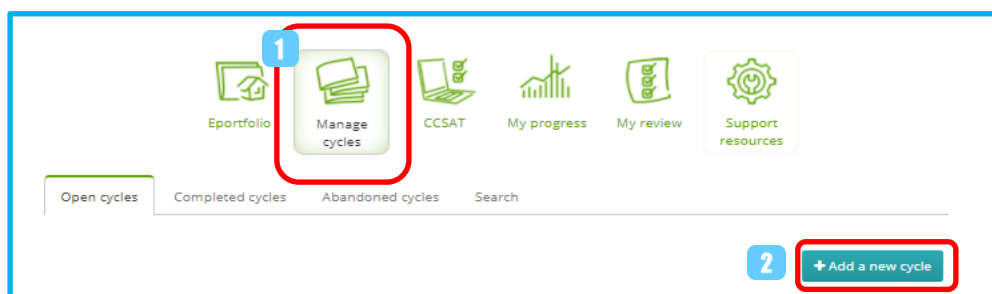 1
Eportfolio
Manage
cycles
CCSAT
My progress
My review
Support
resources
Open cycles Completed cycles Abandoned cycles Search
2 + Add a new cycle